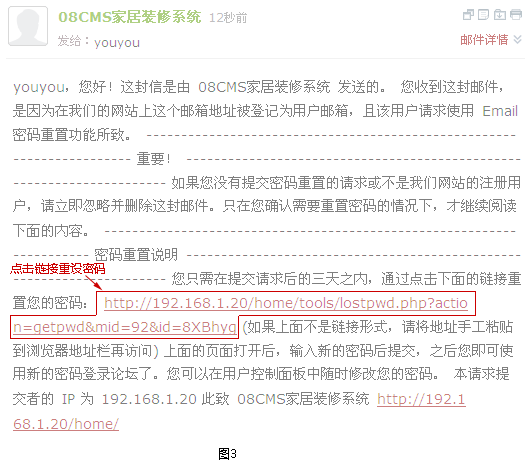 08CMS家居装修系统 12秒前
发给：youyou
邮件详情
youyou，您好！这封信是由 08CMS家居装修系统 发送的。 您收到这封邮件，
是因为在我们的网站上这个邮箱地址被登记为用户邮箱，且该用户请求使用 Email
密码重置功能所致。 ----------------------------------------------------------
------------------- 重要！ ---------------------------------------------------
------------------------- 如果您没有提交密码重置的请求或不是我们网站的注册用
户，请立即忽略并删除这封邮件。只在您确认需要重置密码的情况下，才继续阅读
下面的内容。 ----------------------------------------------------------------
------------ 密码重置说明 ---------------------------------------------------
点击链接重设密码
------------------------- 您只需在提交请求后的三天之内，通过点击下面的链接重
置您的密码： http://192.168.1.20/home/tools/lostpwd.php?actio
n=getpwd&mid=92&id=8XBhyq (如果上面不是链接形式，请将地址手工粘贴
到浏览器地址栏再访问) 上面的页面打开后，输入新的密码后提交，之后您即可使
用新的密码登录论坛了。您可以在用户控制面板中随时修改您的密码。 本请求提
交者的 IP 为 192.168.1.20 此致 08CMS家居装修系统 http://192.1
68.1.20/home/
图3